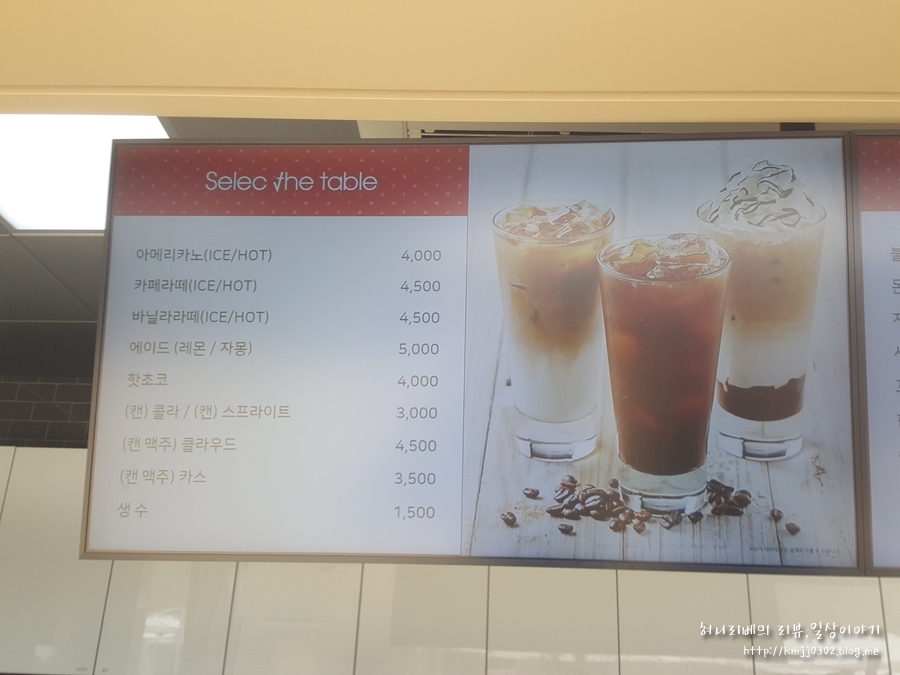 Selec the table
아메리카노(ICE/HOT) 4,000
카페라떼(ICE/HOT) 4,500
바닐라라떼(ICE/HOT) 4,500
에이드 (레몬 / 자몽) 5,000
핫초코 4,000
(캔) 콜라 / (캔) 스프라이트 3,000
(캔 맥주) 클라우드 4,500
(캔 맥주) 카스 3,500
생 수 1,500
허니리베의 리뷰.일상이야기
http://kmjj0302.blog.me